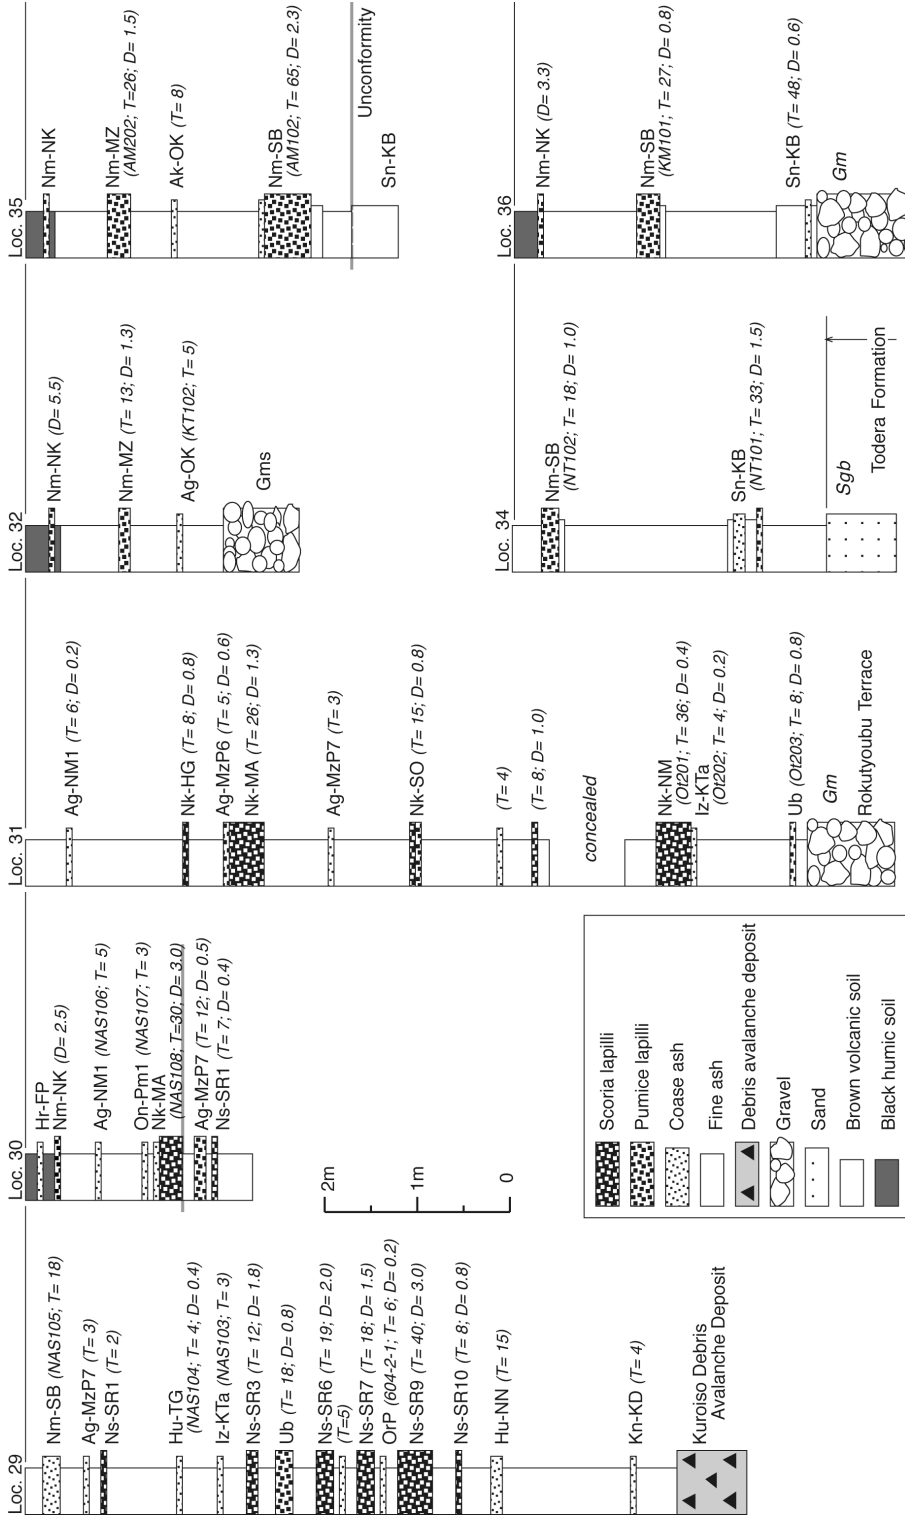 Loc. 29
Nm-SB (NAS105; T= 18)
Ag-MzP7 (T= 3)
Ns-SR1 (T= 2)
Hu-TG
(NAS104; T= 4; D= 0.4)
Iz-KTa (NAS103; T= 3)
Ns-SR3 (T= 12; D= 1.8)
Ub (T= 18; D= 0.8)
Ns-SR6 (T= 19; D= 2.0)
(T=5)
Ns-SR7 (T= 18; D= 1.5)
OrP (604-2-1; T= 6; D= 0.2)
Ns-SR9 (T= 40; D= 3.0)
Ns-SR10 (T= 8; D= 0.8)
Hu-NN (T= 15)
Kn-KD (T= 4)
Kuroiso Debris
Avalanche Deposit
Loc. 30
Hr-FP
Nm-NK (D= 2.5)
Ag-NM1 (NAS106; T= 5)
On-Pm1 (NAS107; T= 3)
Nk-MA
(NAS108; T=30; D= 3.0)
Ag-MzP7 (T= 12; D= 0.5)
Ns-SR1 (T= 7; D= 0.4)
2m
1m
0
Scoria lapilli
Pumice lapilli
Coase ash
Fine ash
Debris avalanche deposit
Gravel
Sand
Brown volcanic soil
Black humic soil
Loc. 31
Ag-NM1 (T= 6; D= 0.2)
Nk-HG (T= 8; D= 0.8)
Ag-MzP6 (T= 5; D= 0.6)
Nk-MA (T= 26; D= 1.3)
Ag-MzP7 (T= 3)
Nk-SO (T= 15; D= 0.8)
(T= 4)
(T= 8; D= 1.0)
concealed
Nk-NM
(Ot201; T= 36; D= 0.4)
Iz-KTa
(Ot202; T= 4; D= 0.2)
Ub (Ot203; T= 8; D= 0.8)
Gm
Rokutyoubu Terrace
Loc. 32
Nm-NK (D= 5.5)
Nm-MZ (T= 13; D= 1.3)
Ag-OK (KT102; T= 5)
Gms
Loc. 34
Nm-SB
(NT102; T= 18; D= 1.0)
Sn-KB
(NT101; T= 33; D= 1.5)
Sgb
Todera Formation
Loc. 35
Nm-NK
Nm-MZ
(AM202; T=26; D= 1.5)
Ak-OK (T= 8)
Nm-SB
(AM102; T= 65; D= 2.3)
Unconformity
Sn-KB
Loc. 36
Nm-NK (D= 3.3)
Nm-SB
(KM101; T= 27; D= 0.8)
Sn-KB (T= 48; D= 0.6)
Gm